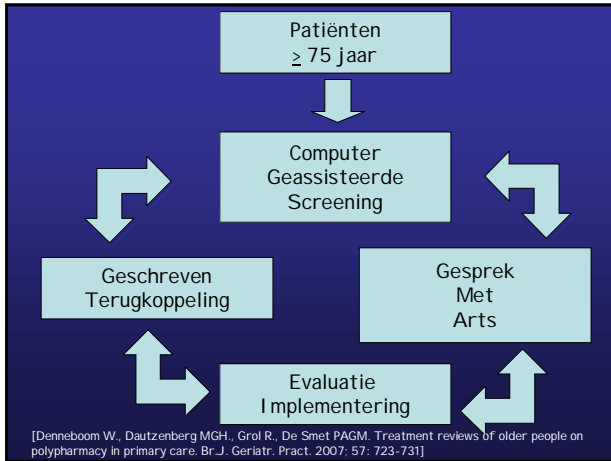 Patiënten
> 75 jaar
Computer
Geassisteerde
Screening
Geschreven
Terugkoppeling
Gesprek
Met
Arts
Evaluatie
Implementering
[Denneboom W., Dautzenberg MGH., Grol R., De Smet PAGM. Treatment reviews of older people on
polypharmacy in primary care. Br.J. Geriatr. Pract. 2007; 57: 723-731]